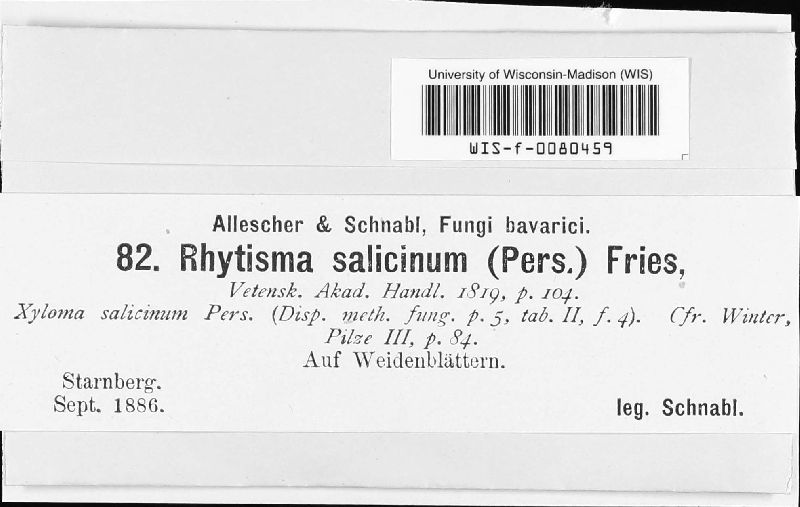 University of Wisconsin-Madison (WIS)
WIS-f-0080459
Allescher & Schnabl, Fungi bavarici.
82. Rhytisma salicinum (Pers.) Fries,
Vetensk. Akad. Handl. 1819, p. 104.
Xyloma salicinum Pers. (Disp. meth. fung. p. 5, tab. II, f. 4). Cfr. Winter,
Pilze III, p. 84.
Auf Weidenblättern.
Starnberg.
Sept. 1886.
leg. Schnabl.